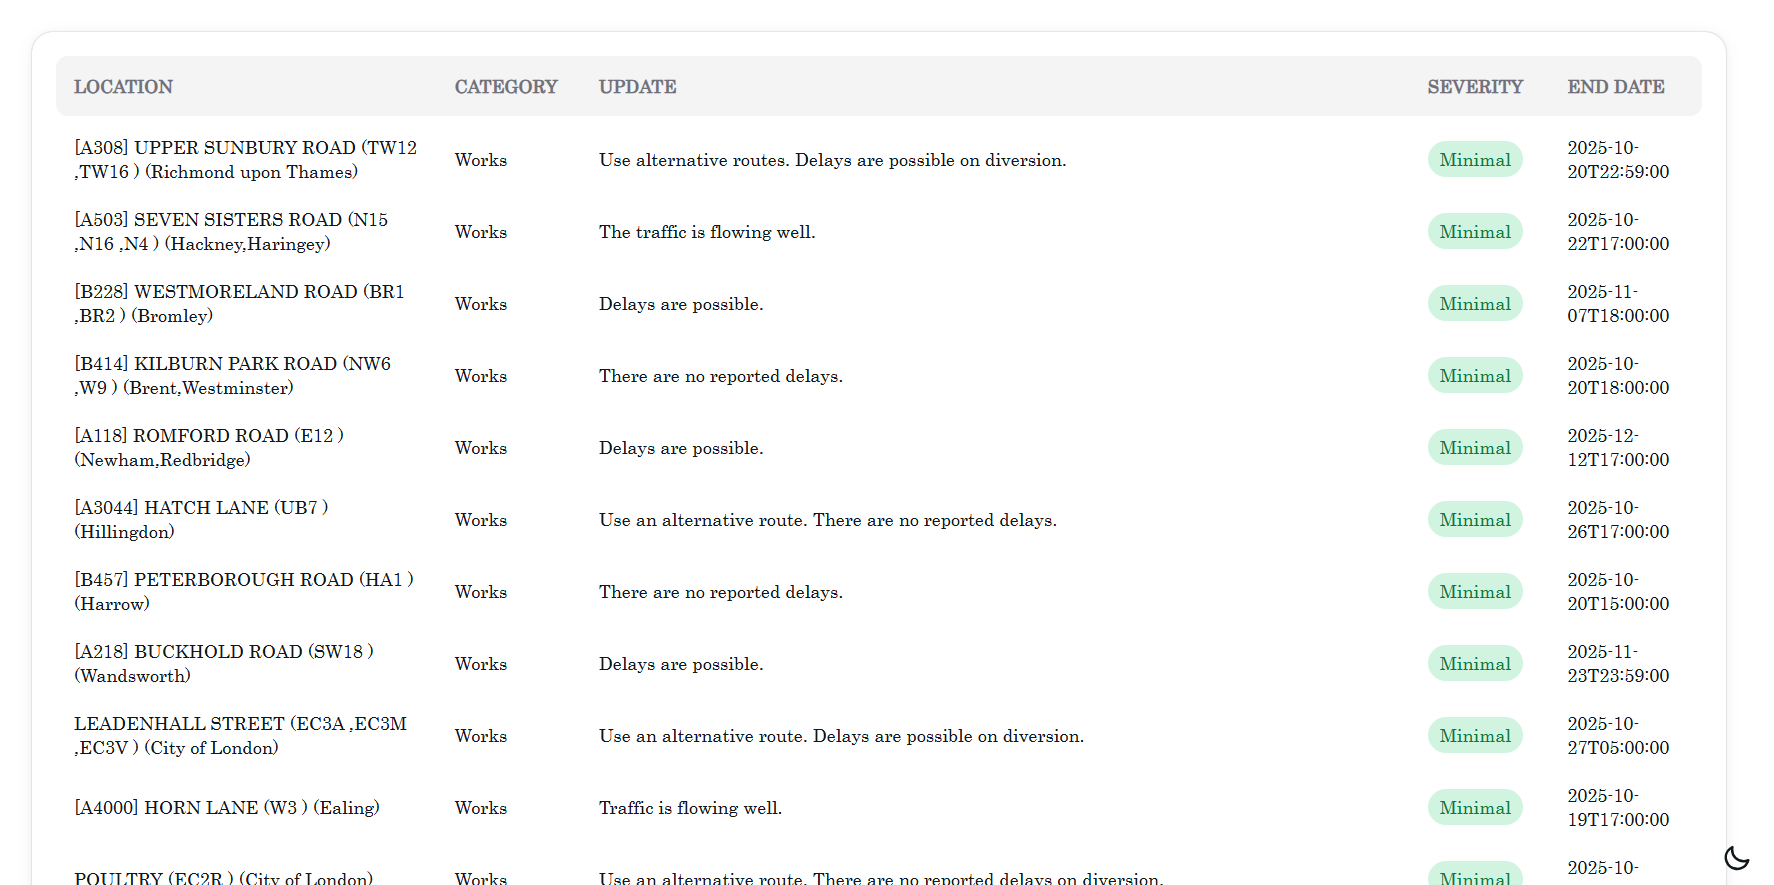 LOCATION CATEGORY UPDATE SEVERITY END DATE
[A308] UPPER SUNBURY ROAD (TW12
,TW16 ) (Richmond upon Thames)
Works
Use alternative routes. Delays are possible on diversion.
Minimal
2025-10-
20T22:59:00
[A503] SEVEN SISTERS ROAD (N15
,N16 ,N4 ) (Hackney,Haringey)
Works
The traffic is flowing well.
Minimal
2025-10-
22T17:00:00
[B228] WESTMORELAND ROAD (BR1
,BR2 ) (Bromley)
Works
Delays are possible.
Minimal
2025-11-
07T18:00:00
[B414] KILBURN PARK ROAD (NW6
,W9 ) (Brent,Westminster)
Works
There are no reported delays.
Minimal
2025-10-
20T18:00:00
[A118] ROMFORD ROAD (E12 )
(Newham,Redbridge)
Works
Delays are possible.
Minimal
2025-12-
12T17:00:00
[A3044] HATCH LANE (UB7 )
(Hillingdon)
Works
Use an alternative route. There are no reported delays.
Minimal
2025-10-
26T17:00:00
[B457] PETERBOROUGH ROAD (HA1 )
(Harrow)
Works
There are no reported delays.
Minimal
2025-10-
20T15:00:00
[A218] BUCKHOLD ROAD (SW18 )
(Wandsworth)
Works
Delays are possible.
Minimal
2025-11-
23T23:59:00
LEADENHALL STREET (EC3A ,EC3M
,EC3V ) (City of London)
Works
Use an alternative route. Delays are possible on diversion.
Minimal
2025-10-
27T05:00:00
[A4000] HORN LANE (W3 ) (Ealing)
Works
Traffic is flowing well.
Minimal
2025-10-
19T17:00:00
POULTRY (EC2R ) (City of London)
Works
Use an alternative route. There are no reported delays on diversion.
Minimal
2025-10-